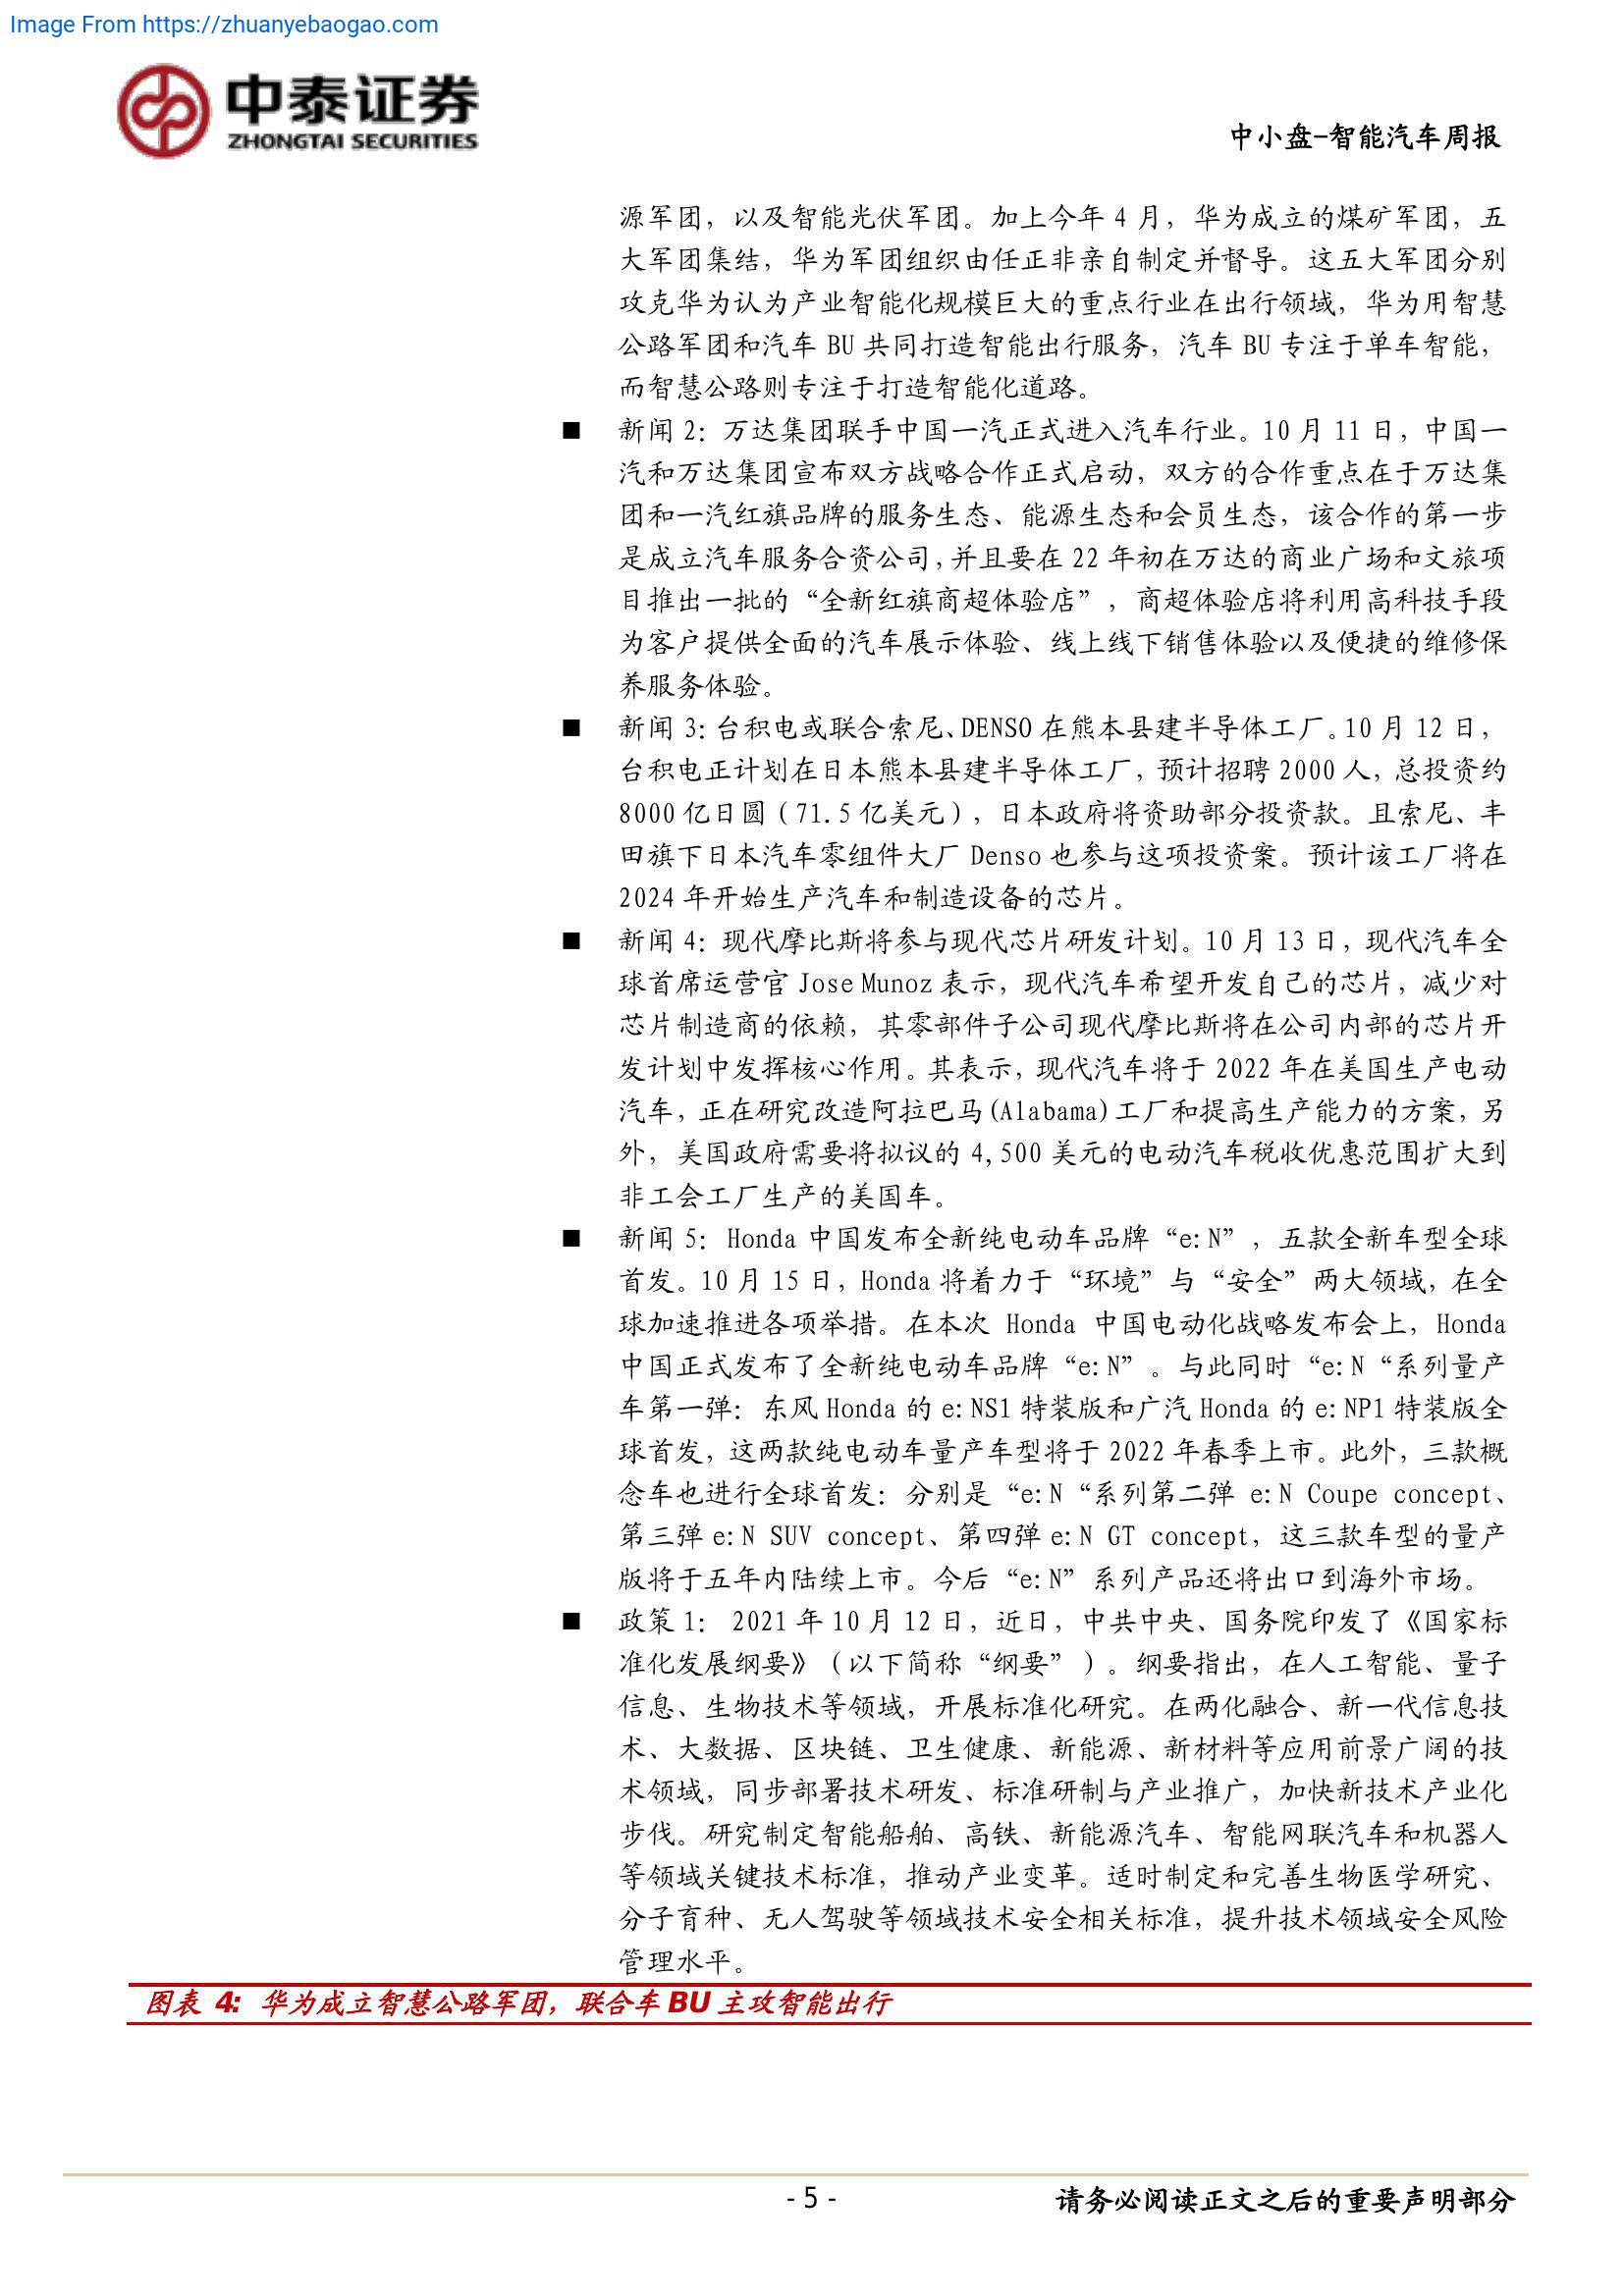 Image From https://zhuanyebaogao.com
中泰证券
ZHONGTAI SECURITIES
中小盘-智能汽车周报
源军团，以及智能光伏军团。加上今年 4 月，华为成立的煤矿军团，五
大军团集结，华为军团组织由任正非亲自制定并督导。这五大军团分别
攻克华为认为产业智能化规模巨大的重点行业在出行领域，华为用智慧
公路军团和汽车 BU 共同打造智能出行服务，汽车 BU 专注于单车智能，
而智慧公路则专注于打造智能化道路。
■ 新闻 2：万达集团联手中国一汽正式进入汽车行业。10 月 11 日，中国一
汽和万达集团宣布双方战略合作正式启动，双方的合作重点在于万达集
团和一汽红旗品牌的服务生态、能源生态和会员生态，该合作的第一步
是成立汽车服务合资公司，并且要在 22 年初在万达的商业广场和文旅项
目推出一批的“全新红旗商超体验店”，商超体验店将利用高科技手段
为客户提供全面的汽车展示体验、线上线下销售体验以及便捷的维修保
养服务体验。
■ 新闻 3：台积电或联合索尼、DENSO 在熊本县建半导体工厂。10 月 12 日，
台积电正计划在日本熊本县建半导体工厂，预计招聘 2000 人，总投资约
8000 亿日圆（71.5 亿美元），日本政府将资助部分投资款。且索尼、丰
田旗下日本汽车零组件大厂 Denso 也参与这项投资案。预计该工厂将在
2024 年开始生产汽车和制造设备的芯片。
■ 新闻 4：现代摩比斯将参与现代芯片研发计划。10 月 13 日，现代汽车全
球首席运营官 Jose Munoz 表示，现代汽车希望开发自己的芯片，减少对
芯片制造商的依赖，其零部件子公司现代摩比斯将在公司内部的芯片开
发计划中发挥核心作用。其表示，现代汽车将于 2022 年在美国生产电动
汽车，正在研究改造阿拉巴马(Alabama)工厂和提高生产能力的方案，另
外，美国政府需要将拟议的 4,500 美元的电动汽车税收优惠范围扩大到
非工会工厂生产的美国车。
■ 新闻 5：Honda 中国发布全新纯电动车品牌“e:N”，五款全新车型全球
首发。10 月 15 日，Honda 将着力于“环境”与“安全”两大领域，在全
球加速推进各项举措。在本次 Honda 中国电动化战略发布会上，Honda
中国正式发布了全新纯电动车品牌“e:N”。与此同时“e:N“系列量产
车第一弹：东风 Honda 的 e:NS1 特装版和广汽 Honda 的 e:NP1 特装版全
球首发，这两款纯电动车量产车型将于 2022 年春季上市。此外，三款概
念车也进行全球首发：分别是“e:N“系列第二弹 e:N Coupe concept、
第三弹 e:N SUV concept、第四弹 e:N GT concept，这三款车型的量产
版将于五年内陆续上市。今后“e:N”系列产品还将出口到海外市场。
■ 政策 1： 2021 年 10 月 12 日，近日，中共中央、国务院印发了《国家标
准化发展纲要》（以下简称“纲要”）。纲要指出，在人工智能、量子
信息、生物技术等领域，开展标准化研究。在两化融合、新一代信息技
术、大数据、区块链、卫生健康、新能源、新材料等应用前景广阔的技
术领域，同步部署技术研发、标准研制与产业推广，加快新技术产业化
步伐。研究制定智能船舶、高铁、新能源汽车、智能网联汽车和机器人
等领域关键技术标准，推动产业变革。适时制定和完善生物医学研究、
分子育种、无人驾驶等领域技术安全相关标准，提升技术领域安全风险
管理水平。
图表 4：华为成立智慧公路军团，联合车 BU 主攻智能出行
- 5 -
请务必阅读正文之后的重要声明部分